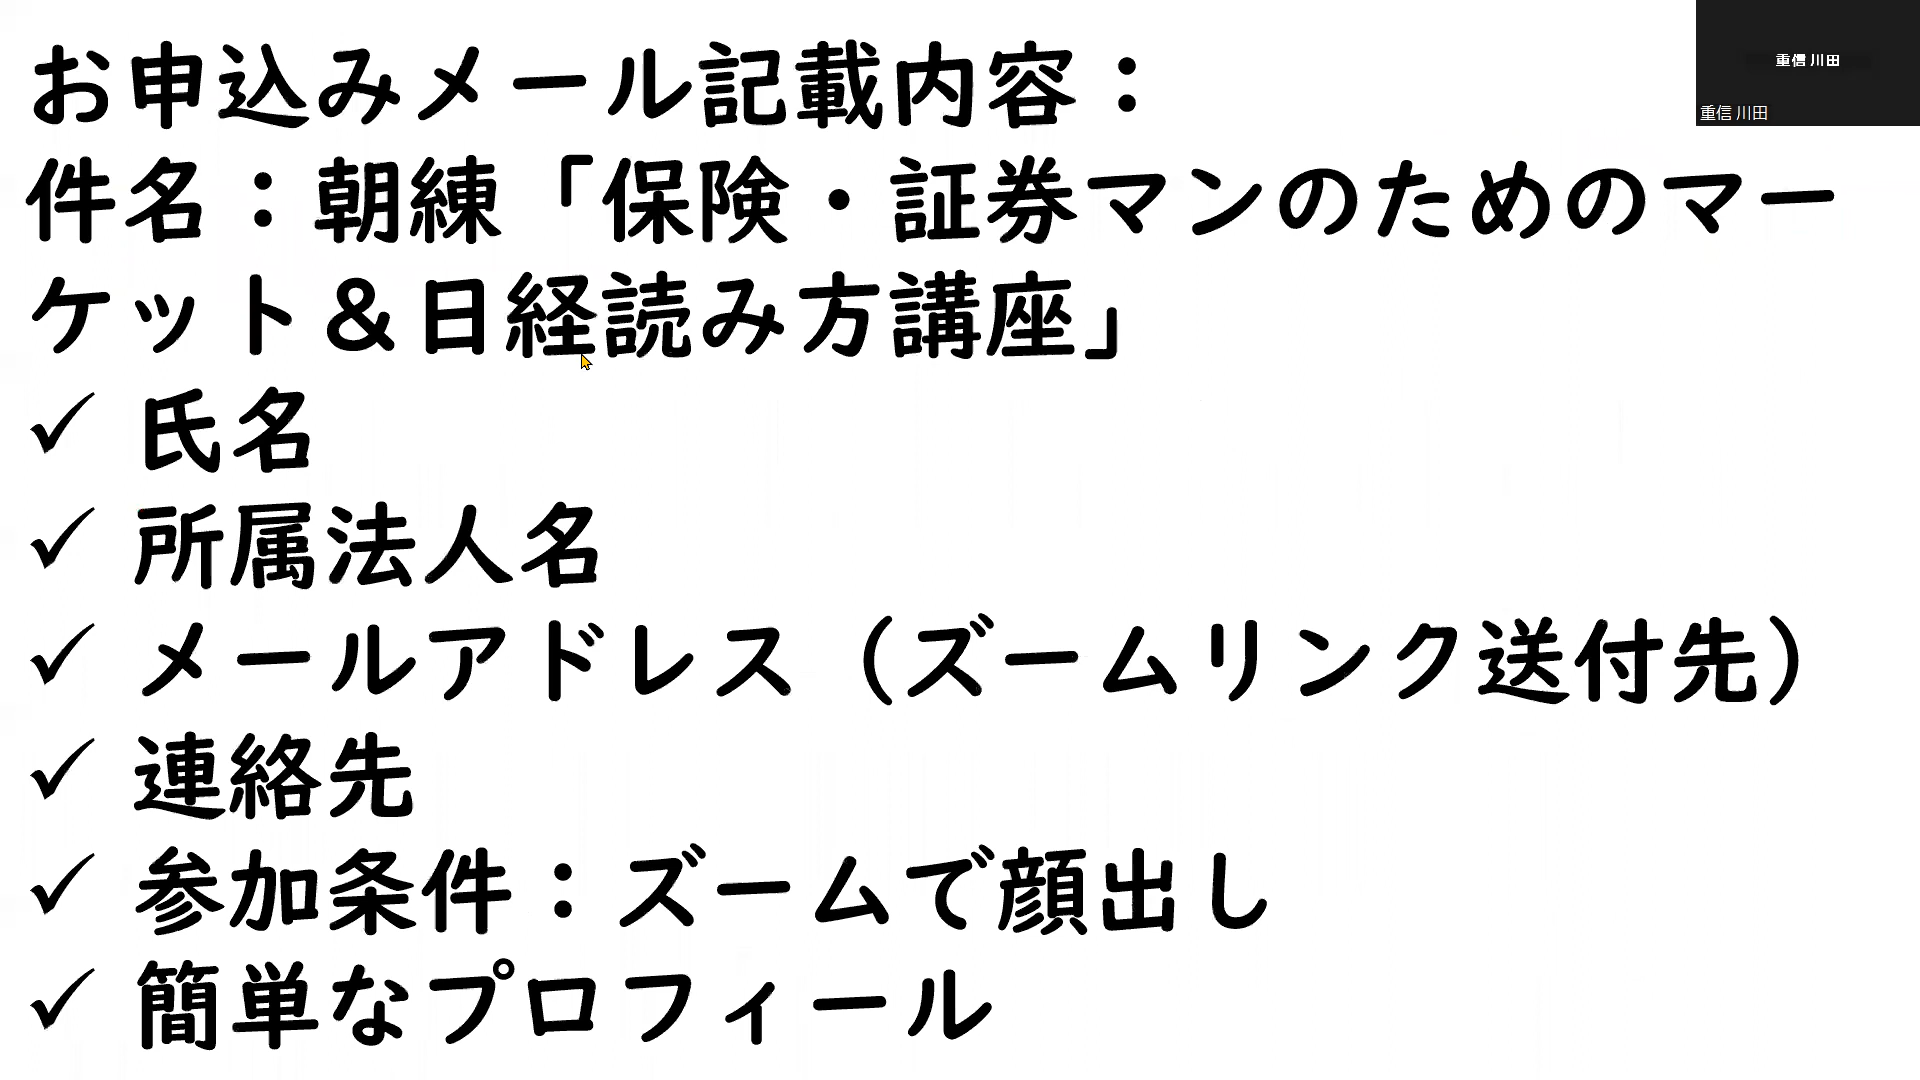 お申込みメール記載内容：
件名：朝練「保険・証券マンのためのマー
ケット＆日経読み方講座」
✓ 氏名
✓ 所属法人名
✓ メールアドレス（ズームリンク送付先）
✓ 連絡先
✓ 参加条件：ズームで顔出し
✓ 簡単なプロフィール
重信 川田
重信 川田